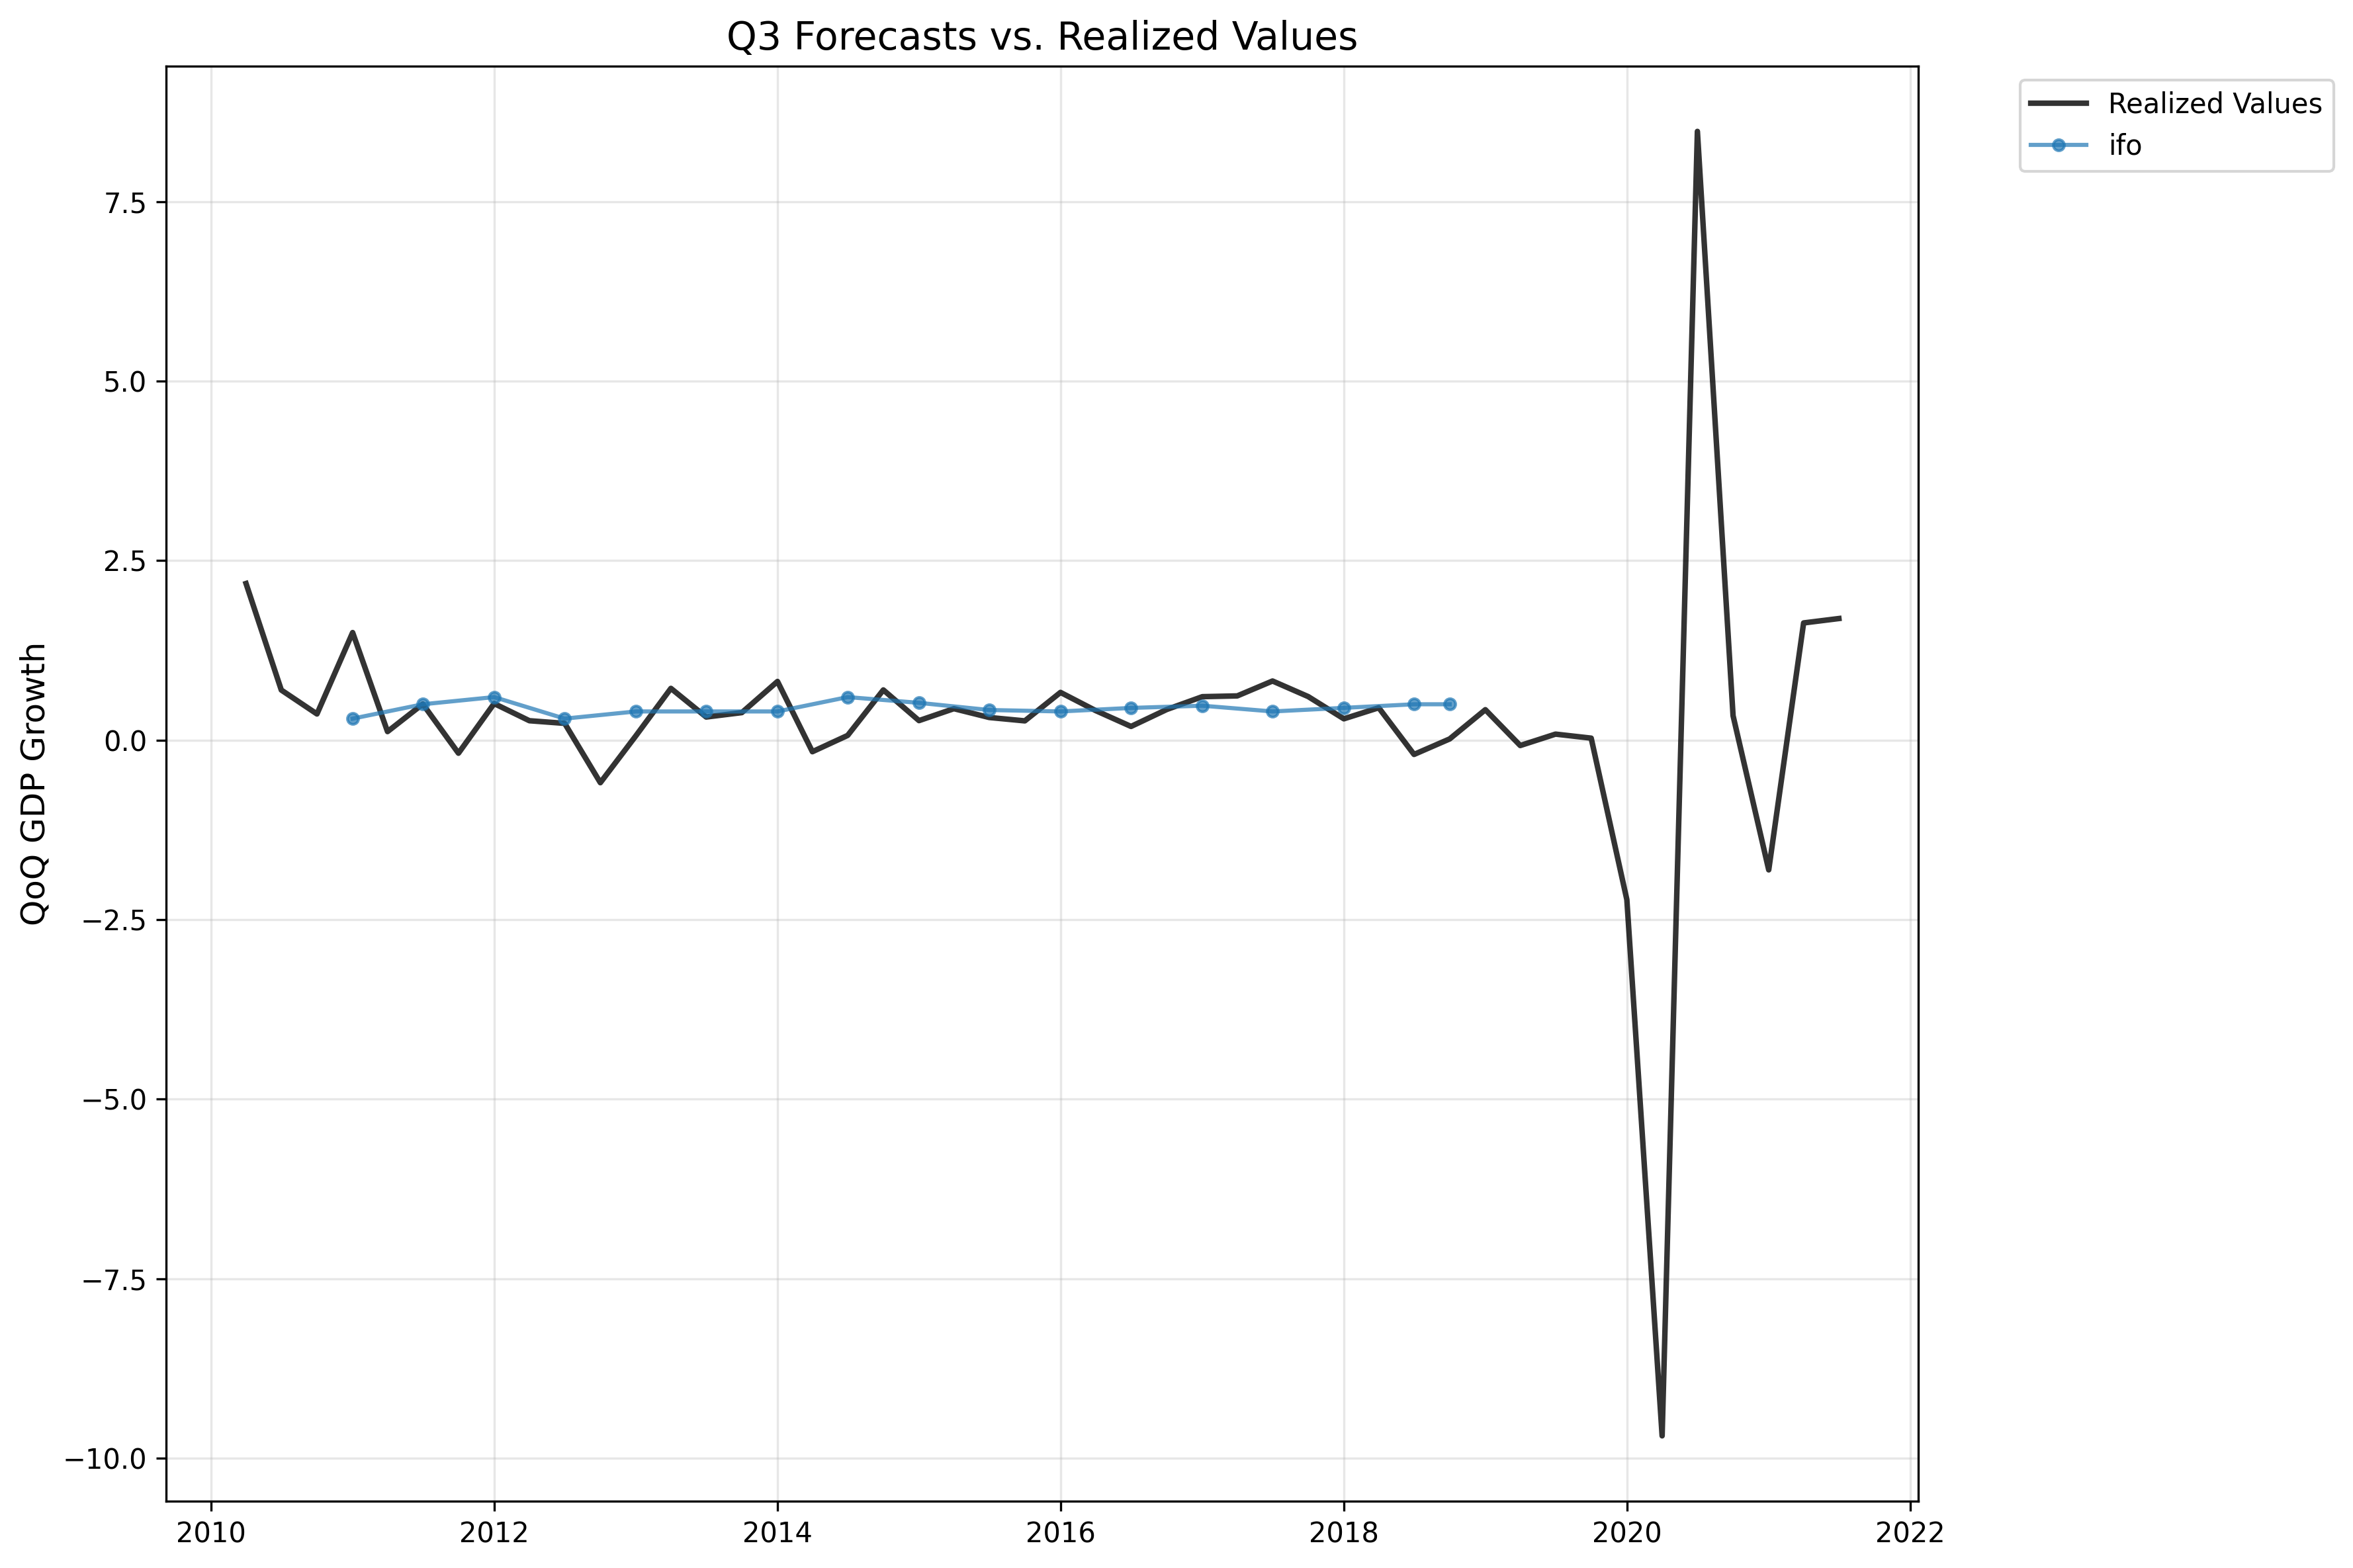 Q3 Forecasts vs. Realized Values
Realized Values
ifo
QoQ GDP Growth
7.5
5.0
2.5
0.0
−2.5
−5.0
−7.5
−10.0
2010 2012 2014 2016 2018 2020 2022